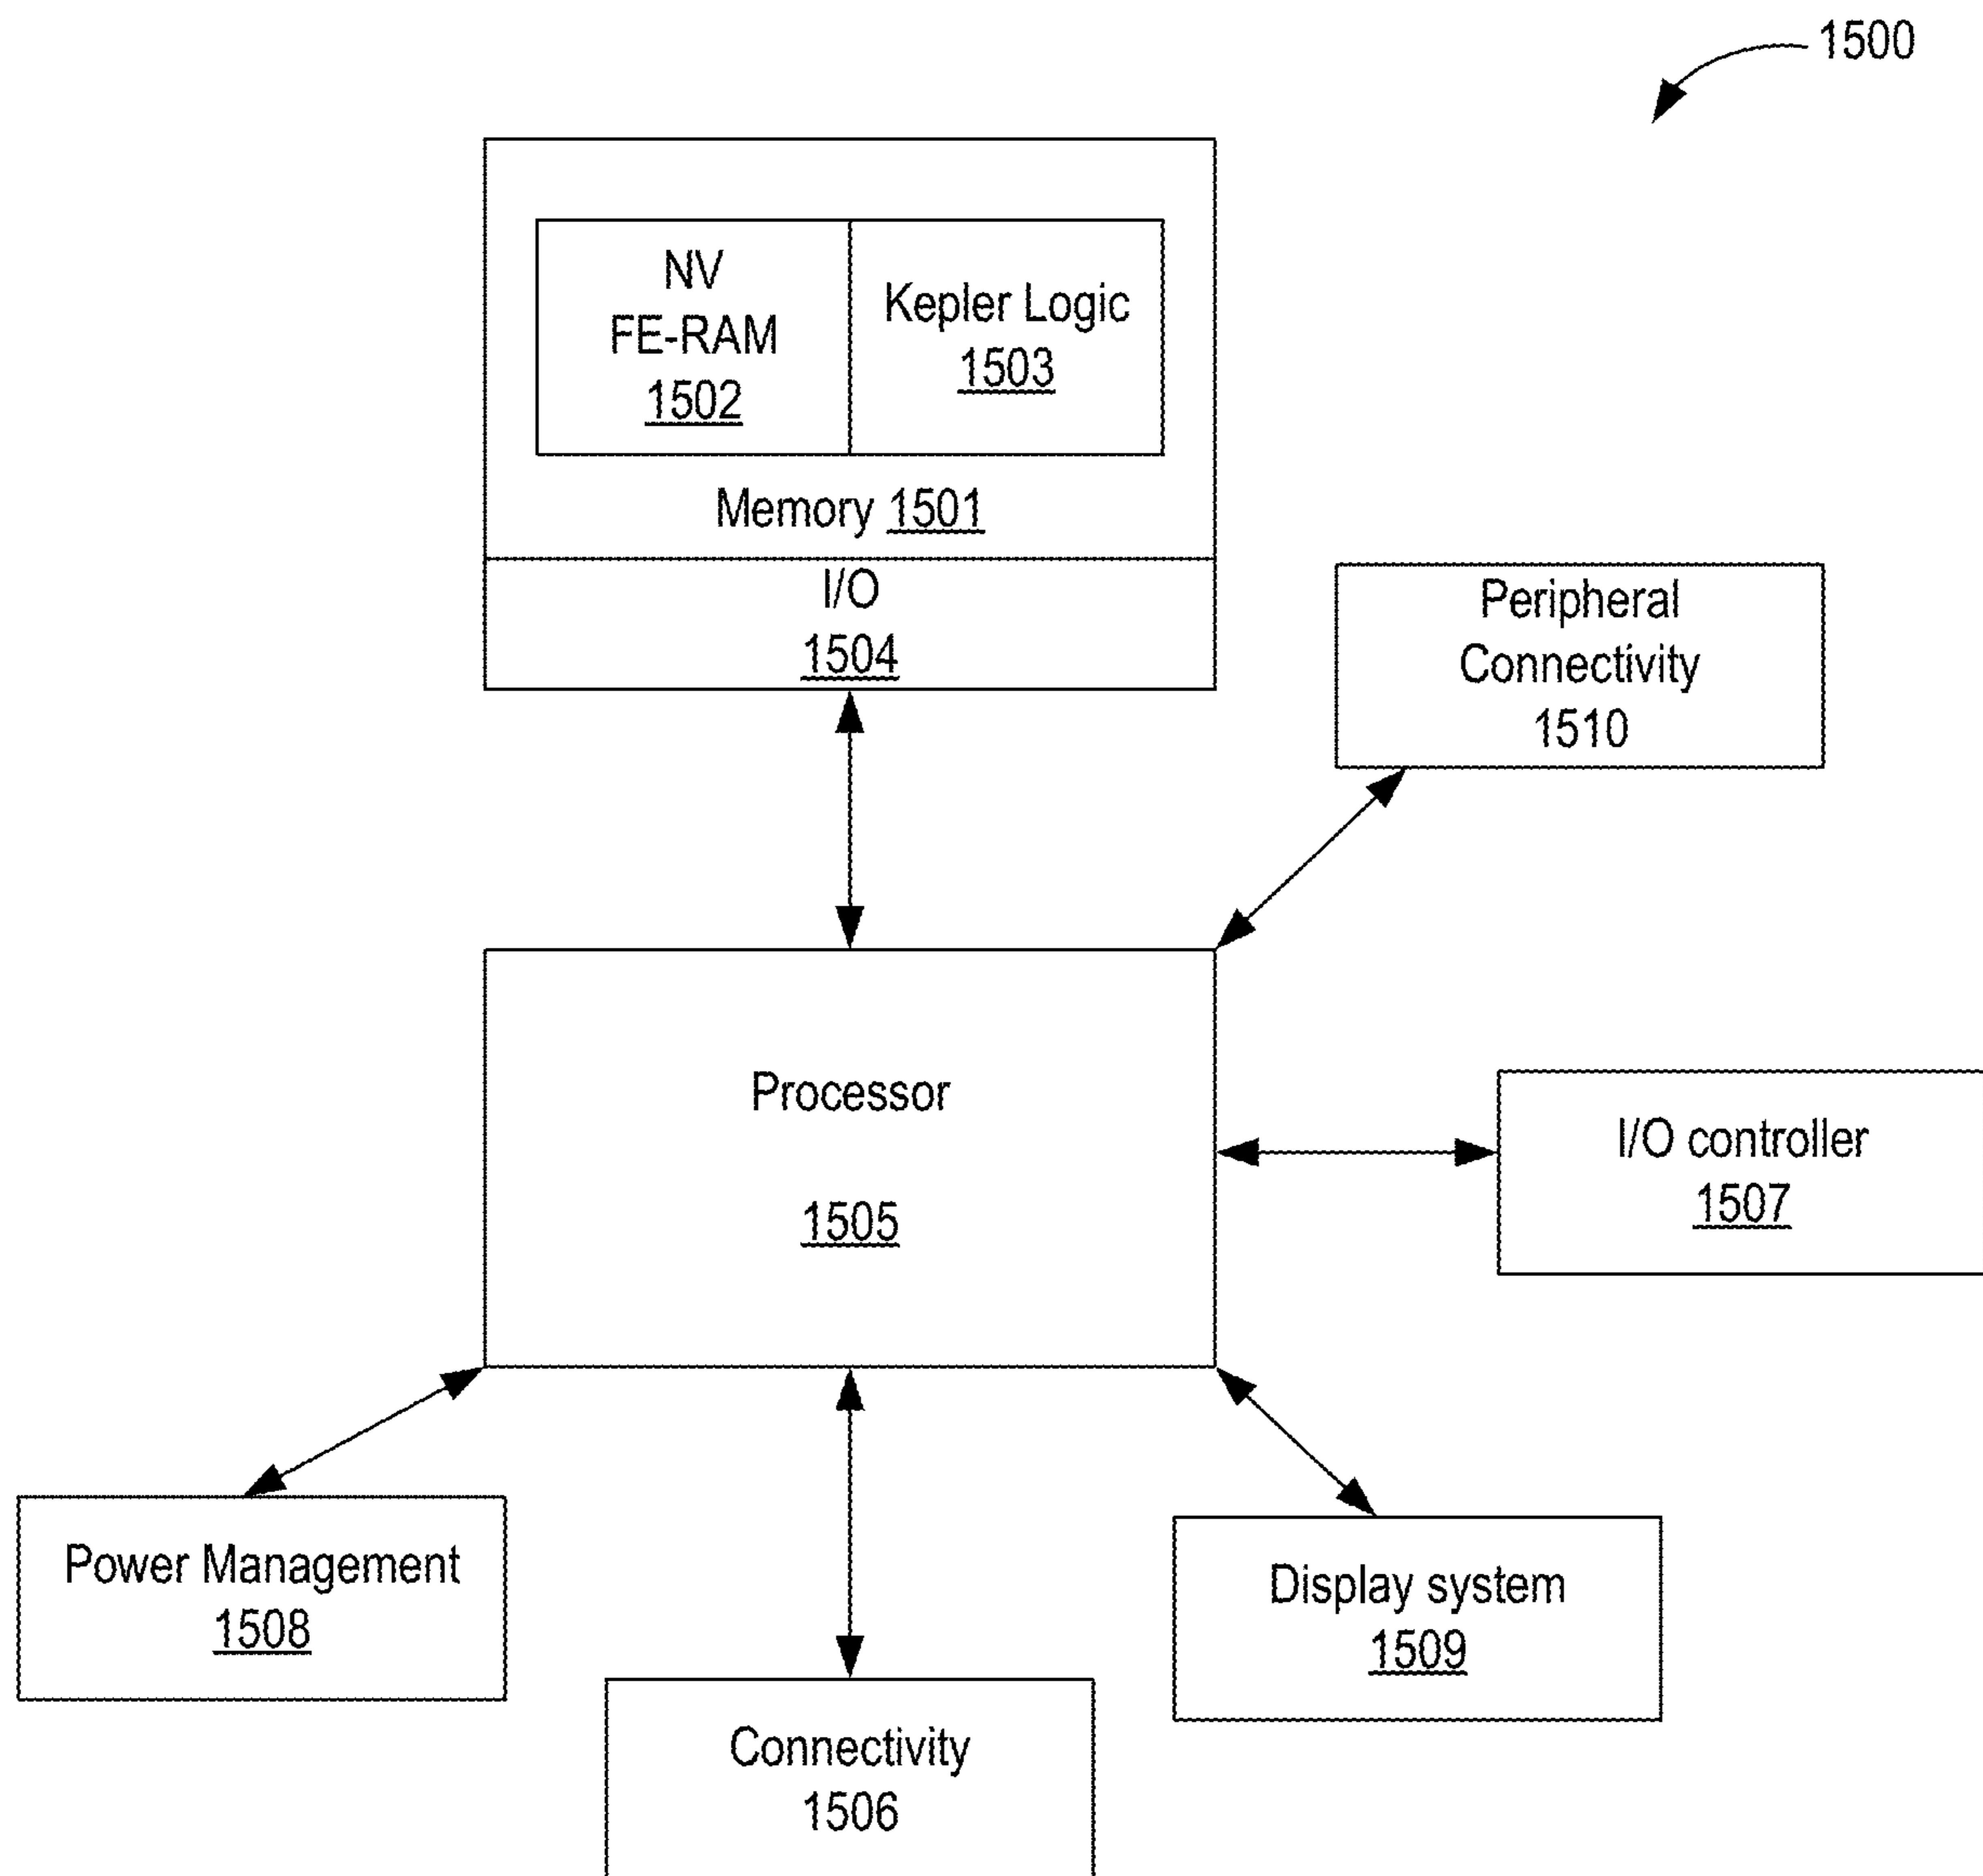 1500
NV
FE-RAM
1502
Kepler Logic
1503
Memory 1501
I/O
1504
Peripheral
Connectivity
1510
Processor
1505
I/O controller
1507
Power Management
1508
Display system
1509
Connectivity
1506